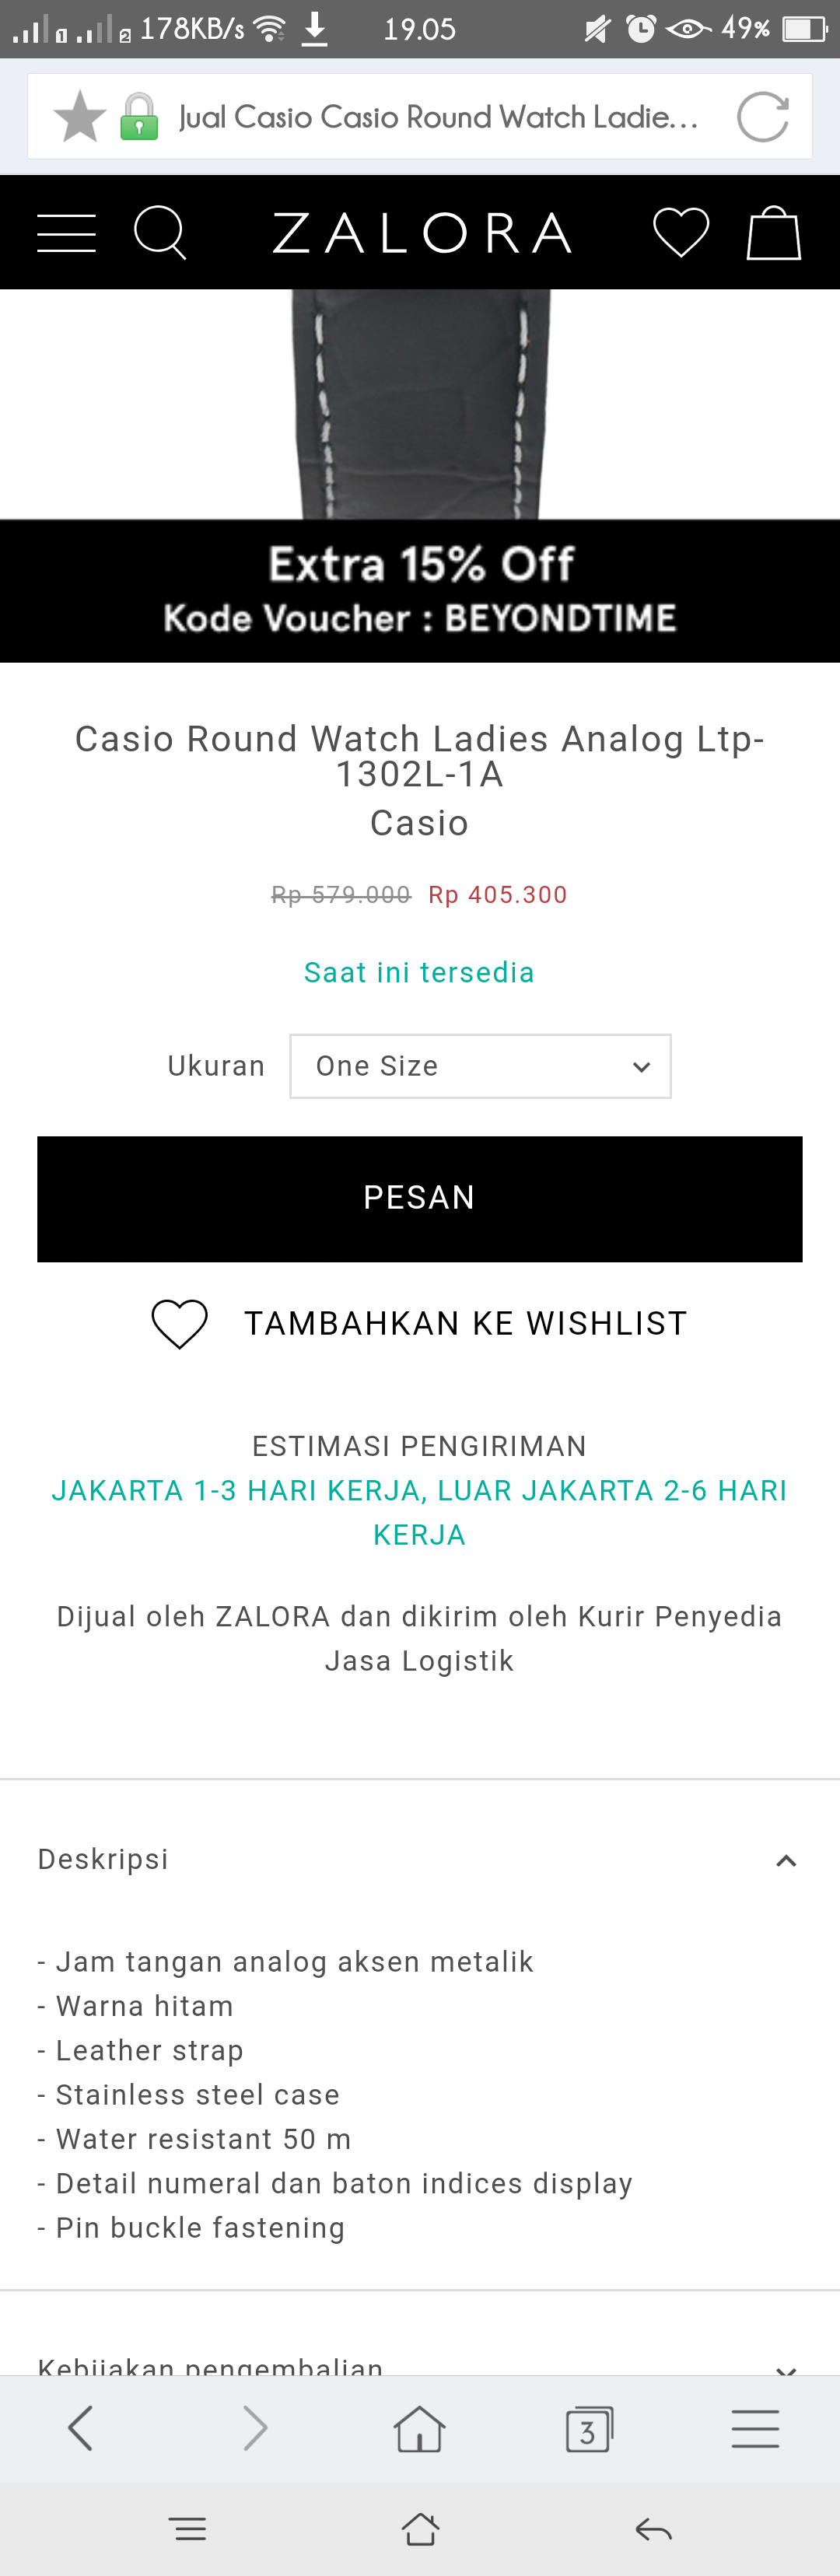 1 2 178KB/s 19.05 49%
Jual Casio Casio Round Watch Ladie...
ZALORA
Extra 15% Off
Kode Voucher : BEYONDTIME
Casio Round Watch Ladies Analog Ltp-
1302L-1A
Casio
Rp 579.000 Rp 405.300
Saat ini tersedia
Ukuran One Size
PESAN
TAMBAHKAN KE WISHLIST
ESTIMASI PENGIRIMAN
JAKARTA 1-3 HARI KERJA, LUAR JAKARTA 2-6 HARI
KERJA
Dijual oleh ZALORA dan dikirim oleh Kurir Penyedia
Jasa Logistik
Deskripsi
- Jam tangan analog aksen metalik
- Warna hitam
- Leather strap
- Stainless steel case
- Water resistant 50 m
- Detail numeral dan baton indices display
- Pin buckle fastening
Kebijakan pengembalian
3